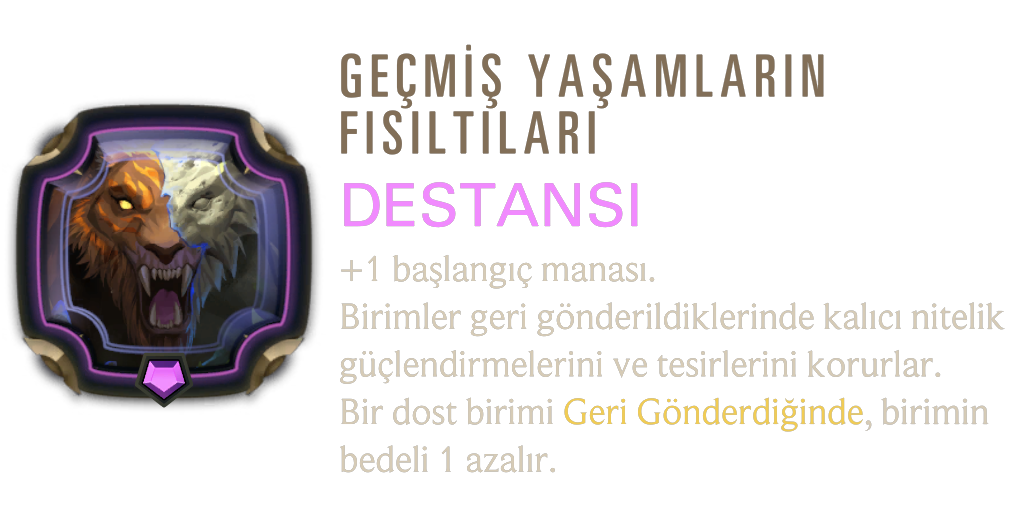 GEÇMİŞ YAŞAMLARIN
FISILTILARI
DESTANSI
+1 başlangıç manası.
Birimler geri gönderildiklerinde kalıcı nitelik
güçlendirmelerini ve tesirlerini korurlar.
Bir dost birimi Geri Gönderdiğinde, birimin
bedeli 1 azalır.